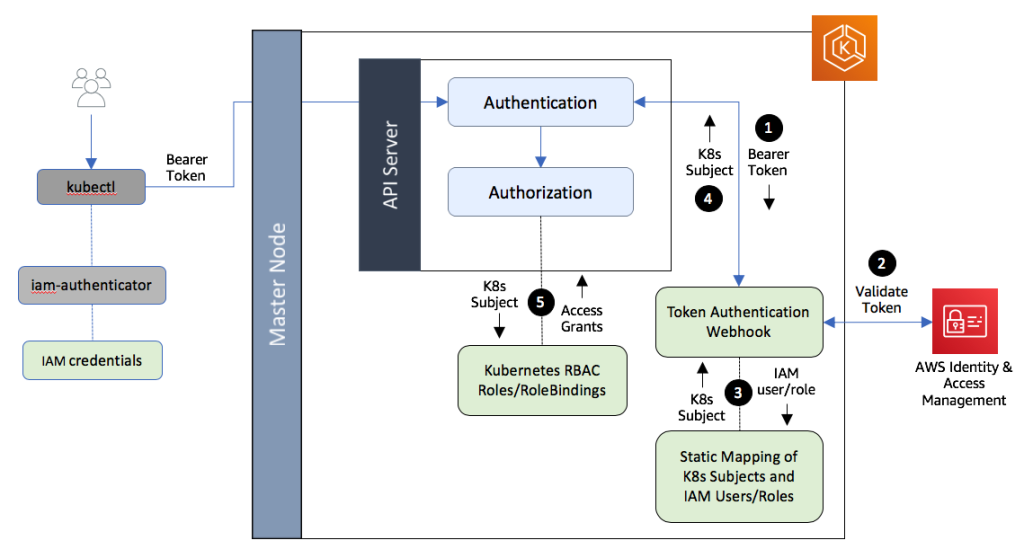 kubectl
Bearer
Token
iam-authenticator
IAM credentials
Master Node
API Server
Authentication
Authorization
K8s
Subject
4
1
Bearer
Token
K8s
Subject
5
Access
Grants
Kubernetes RBAC
Roles/RoleBindings
Token Authentication
Webhook
2
Validate
Token
AWS Identity &
Access
Management
K8s
Subject
3
IAM
user/role
Static Mapping of
K8s Subjects and
IAM Users/Roles
K